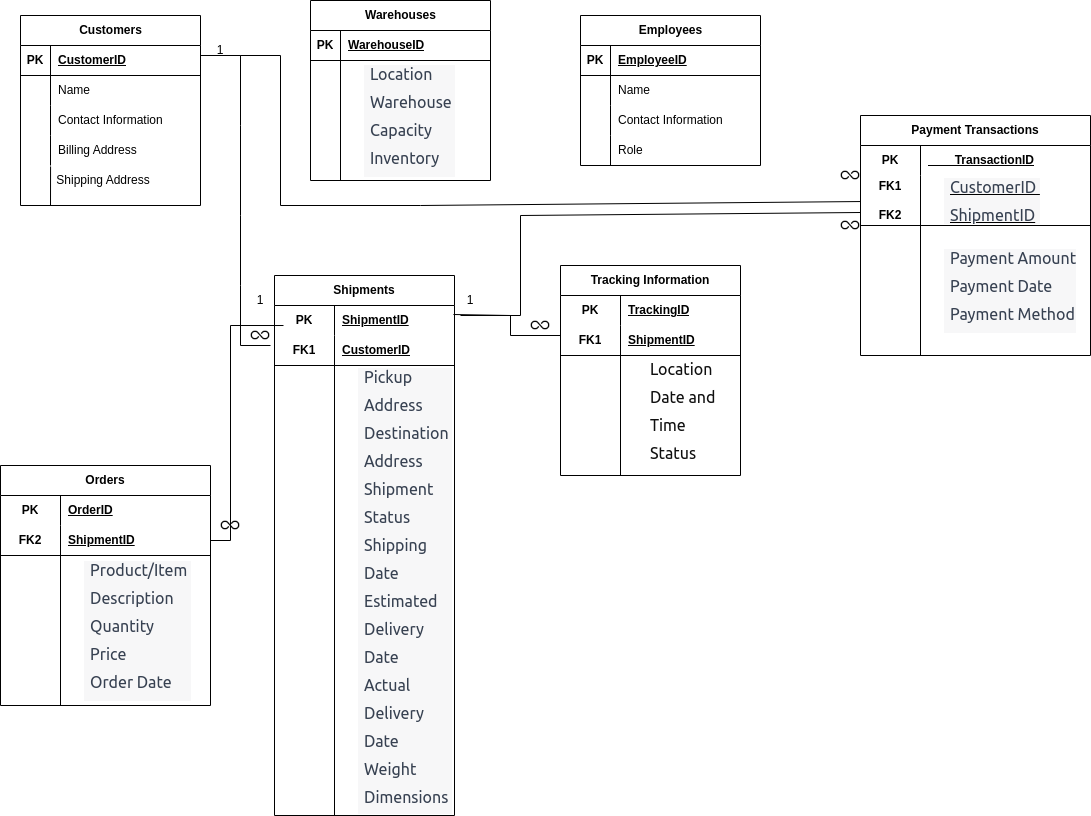 Customers
PK CustomerID
Name
Contact Information
Billing Address
Shipping Address
1
Warehouses
PK WarehouseID
Location
Warehouse
Capacity
Inventory
Employees
PK EmployeeID
Name
Contact Information
Role
Payment Transactions
PK TransactionID
FK1 CustomerID
FK2 ShipmentID
Payment Amount
Payment Date
Payment Method
∞
∞
Shipments
PK ShipmentID
FK1 CustomerID
Pickup
Address
Destination
Address
Shipment
Status
Shipping
Date
Estimated
Delivery
Date
Actual
Delivery
Date
Weight
Dimensions
1
∞
1
∞
Tracking Information
PK TrackingID
FK1 ShipmentID
Location
Date and
Time
Status
Orders
PK OrderID
FK2 ShipmentID
Product/Item
Description
Quantity
Price
Order Date
∞